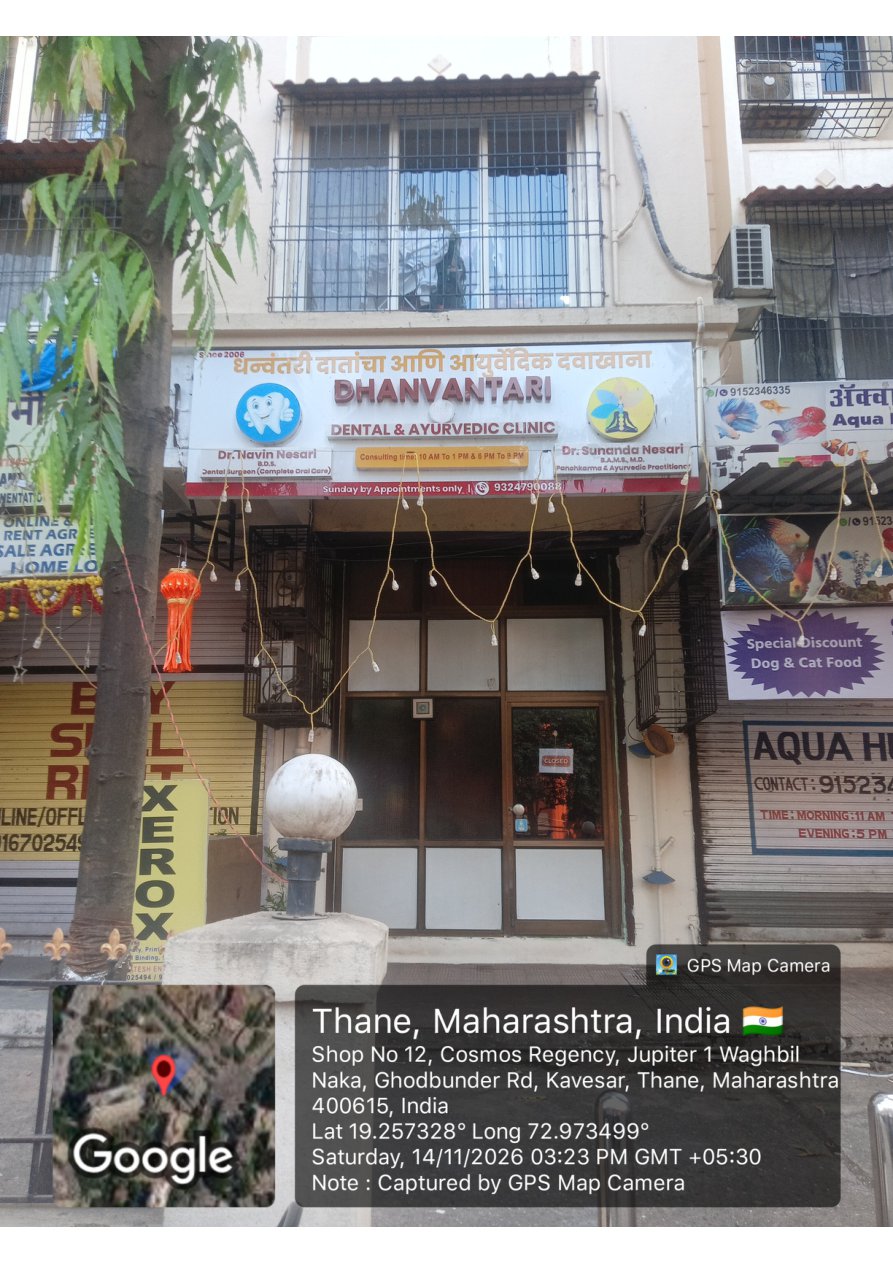 Since 2006
धन्वंतरी दातांचा आणि आयुर्वेदिक दवाखाना
DHANVANTARI
DENTAL & AYURVEDIC CLINIC
Dr. Navin Nesari
B.D.S.
Dental Surgeon (Complete Oral Care)
Consulting time: 10 AM To 1 PM & 6 PM To 9 PM
Dr. Sunanda Nesari
B.A.M.S., M.D.
Panchkarma & Ayurvedic Practitioner
Sunday by Appointments only | 9324790088
ONLINE &
RENT AGRE
SALE AGREE
HOME LO
SELL
TION
XEROX
9152346335
Aqua
Special Discount
Dog & Cat Food
AQUA H
CONTACT : 915234
TIME : MORNING : 11 AM
EVENING : 5 PM
CLOSED
GPS Map Camera
Thane, Maharashtra, India
Shop No 12, Cosmos Regency, Jupiter 1 Waghbil
Naka, Ghodbunder Rd, Kavesar, Thane, Maharashtra
400615, India
Lat 19.257328° Long 72.973499°
Saturday, 14/11/2026 03:23 PM GMT +05:30
Note : Captured by GPS Map Camera
Google